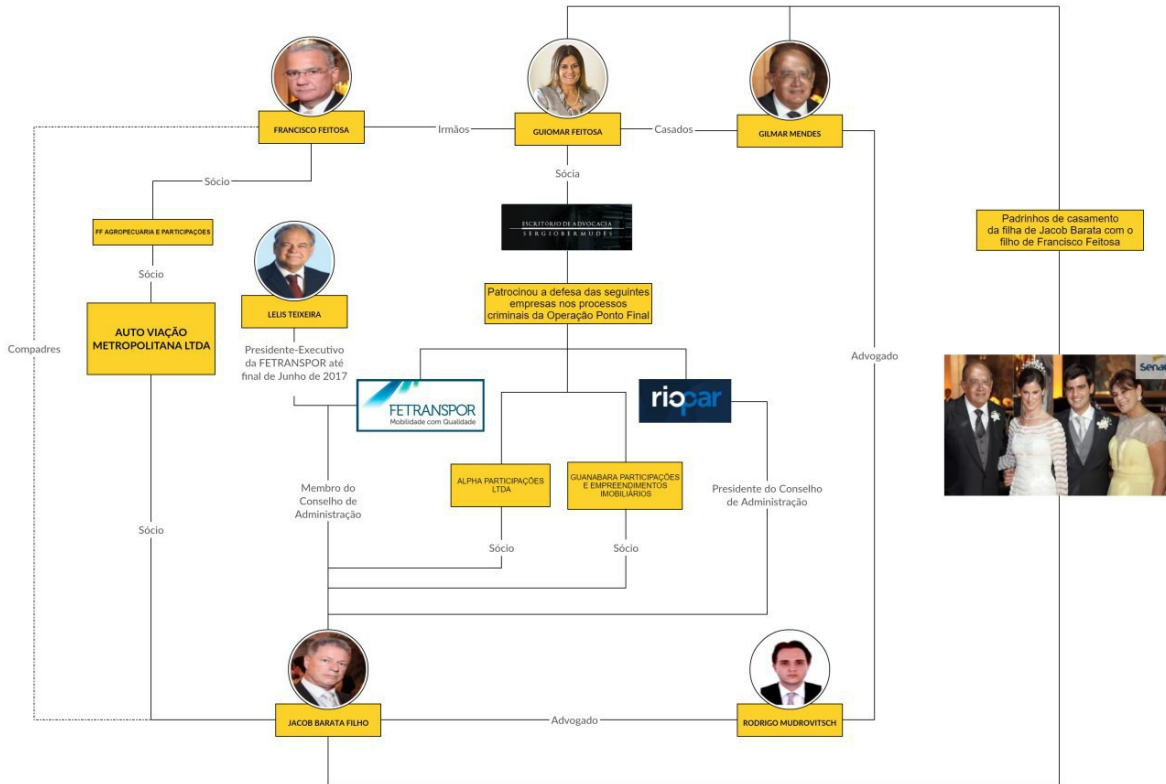 FRANCISCO FEITOSA
Irmãos
GUIOMAR FEITOSA
Casados
GILMAR MENDES
Sócio
Sócia
FF AGROPECUARIA E PARTICIPAÇÕES
ESCRITÓRIO DE ADVOCACIA
SERGIOBERMUDES
Padrinhos de casamento
da filha de Jacob Barata com o
filho de Francisco Feitosa
Sócio
LELIS TEIXEIRA
Patrocinou a defesa das seguintes
empresas nos processos
criminais da Operação Ponto Final
AUTO VIAÇÃO
METROPOLITANA LTDA
Compadres
Presidente-Executivo
da FETRANSPOR até
final de Junho de 2017
Advogado
FETRANSPOR
Mobilidade com Qualidade
riopar
Senac
ALPHA PARTICIPAÇÕES
LTDA
GUANABARA PARTICIPAÇÕES
E EMPREENDIMENTOS
IMOBILIÁRIOS
Membro do
Conselho de
Administração
Presidente do Conselho
de Administração
Sócio
Sócio
Sócio
JACOB BARATA FILHO
Advogado
RODRIGO MUDROVITSCH